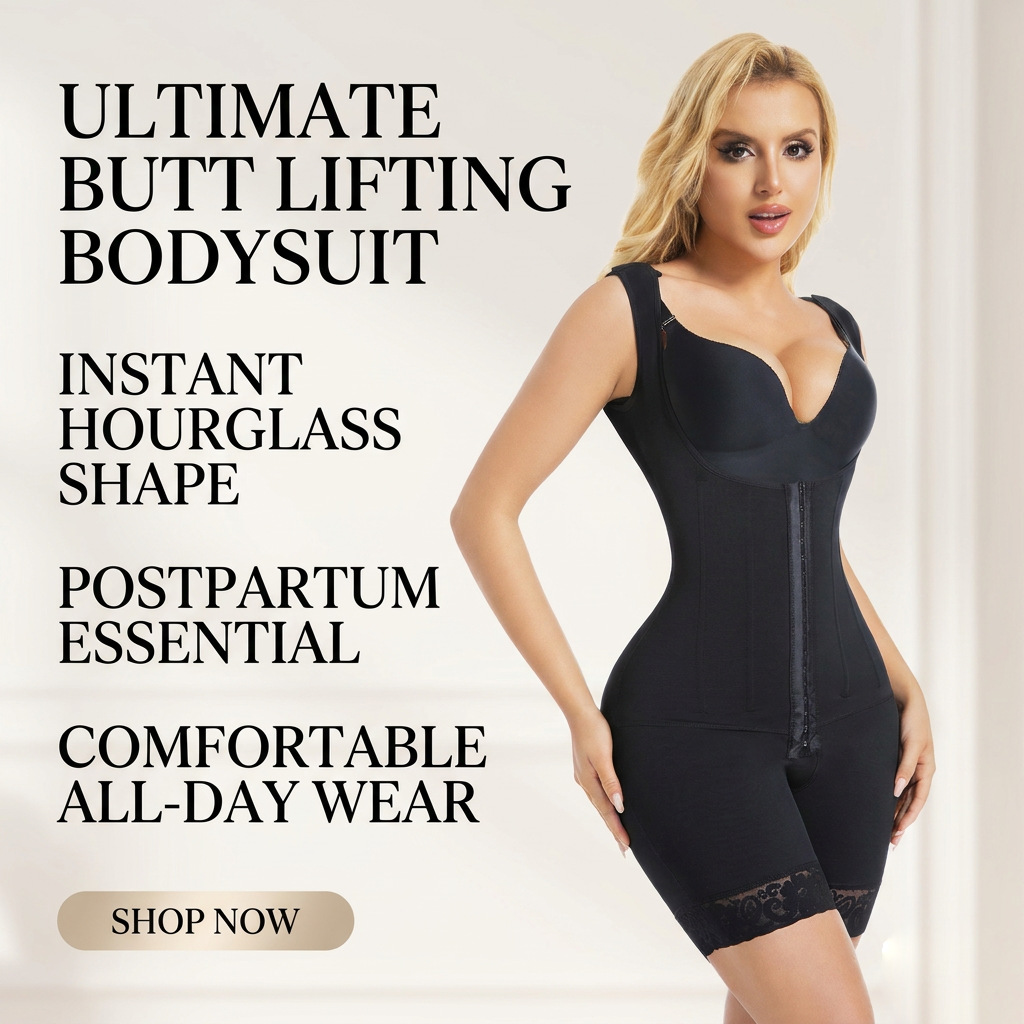 ULTIMATE
BUTT LIFTING
BODYSUIT
INSTANT
HOURGLASS
SHAPE
POSTPARTUM
ESSENTIAL
COMFORTABLE
ALL-DAY WEAR
SHOP NOW